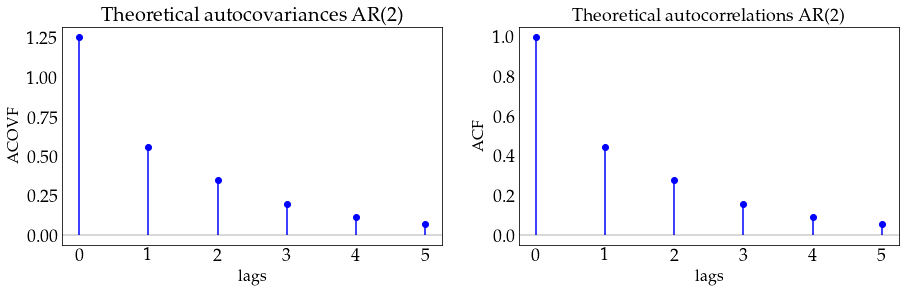 Theoretical autocovariances AR(2)
1.25
1.00
0.75
0.50
0.25
0.00
ACOVF
0 1 2 3 4 5
lags
Theoretical autocorrelations AR(2)
1.0
0.8
0.6
0.4
0.2
0.0
ACF
0 1 2 3 4 5
lags